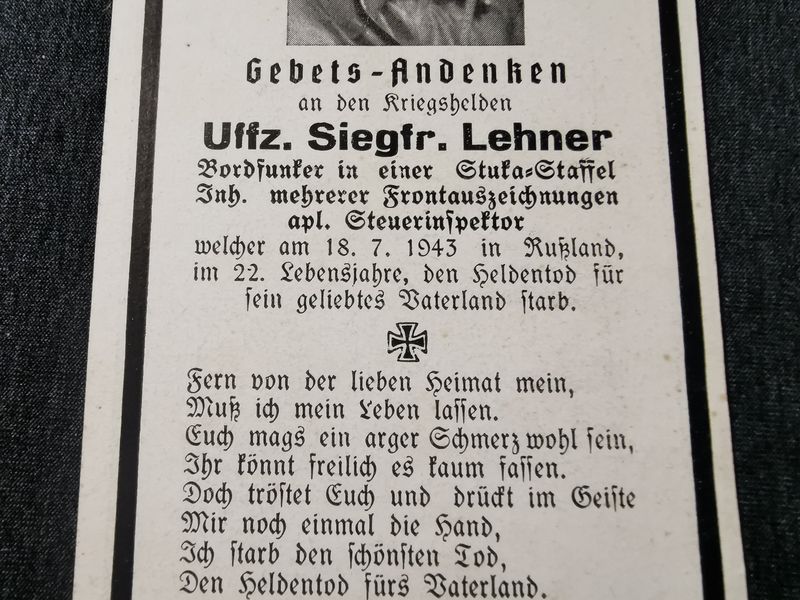 Gebets-Andenken
an den Kriegshelden
Uffz. Siegfr. Lehner
Bordfunker in einer Stuka-Staffel
Inh. mehrerer Frontauszeichnungen
apl. Steuerinspektor
welcher am 18. 7. 1943 in Rußland,
im 22. Lebensjahre, den Heldentod für
sein geliebtes Vaterland starb.
Fern von der lieben Heimat mein,
Muß ich mein Leben lassen.
Euch mags ein arger Schmerz wohl sein,
Ihr könnt freilich es kaum fassen.
Doch tröstet Euch und drückt im Geiste
Mir noch einmal die Hand,
Ich starb den schönsten Tod,
Den Heldentod fürs Vaterland.